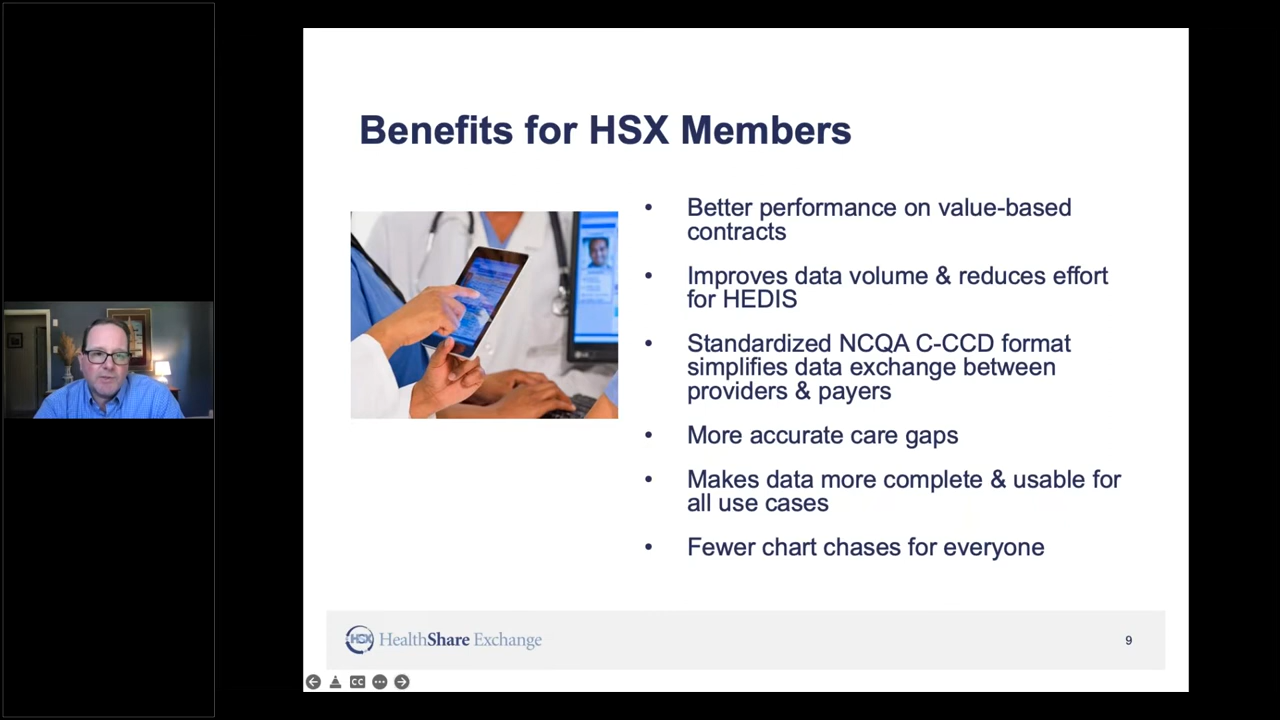 Benefits for HSX Members
• Better performance on value-based
contracts
• Improves data volume & reduces effort
for HEDIS
• Standardized NCQA C-CCD format
simplifies data exchange between
providers & payers
• More accurate care gaps
• Makes data more complete & usable for
all use cases
• Fewer chart chases for everyone
HSX HealthShare Exchange
9
CC